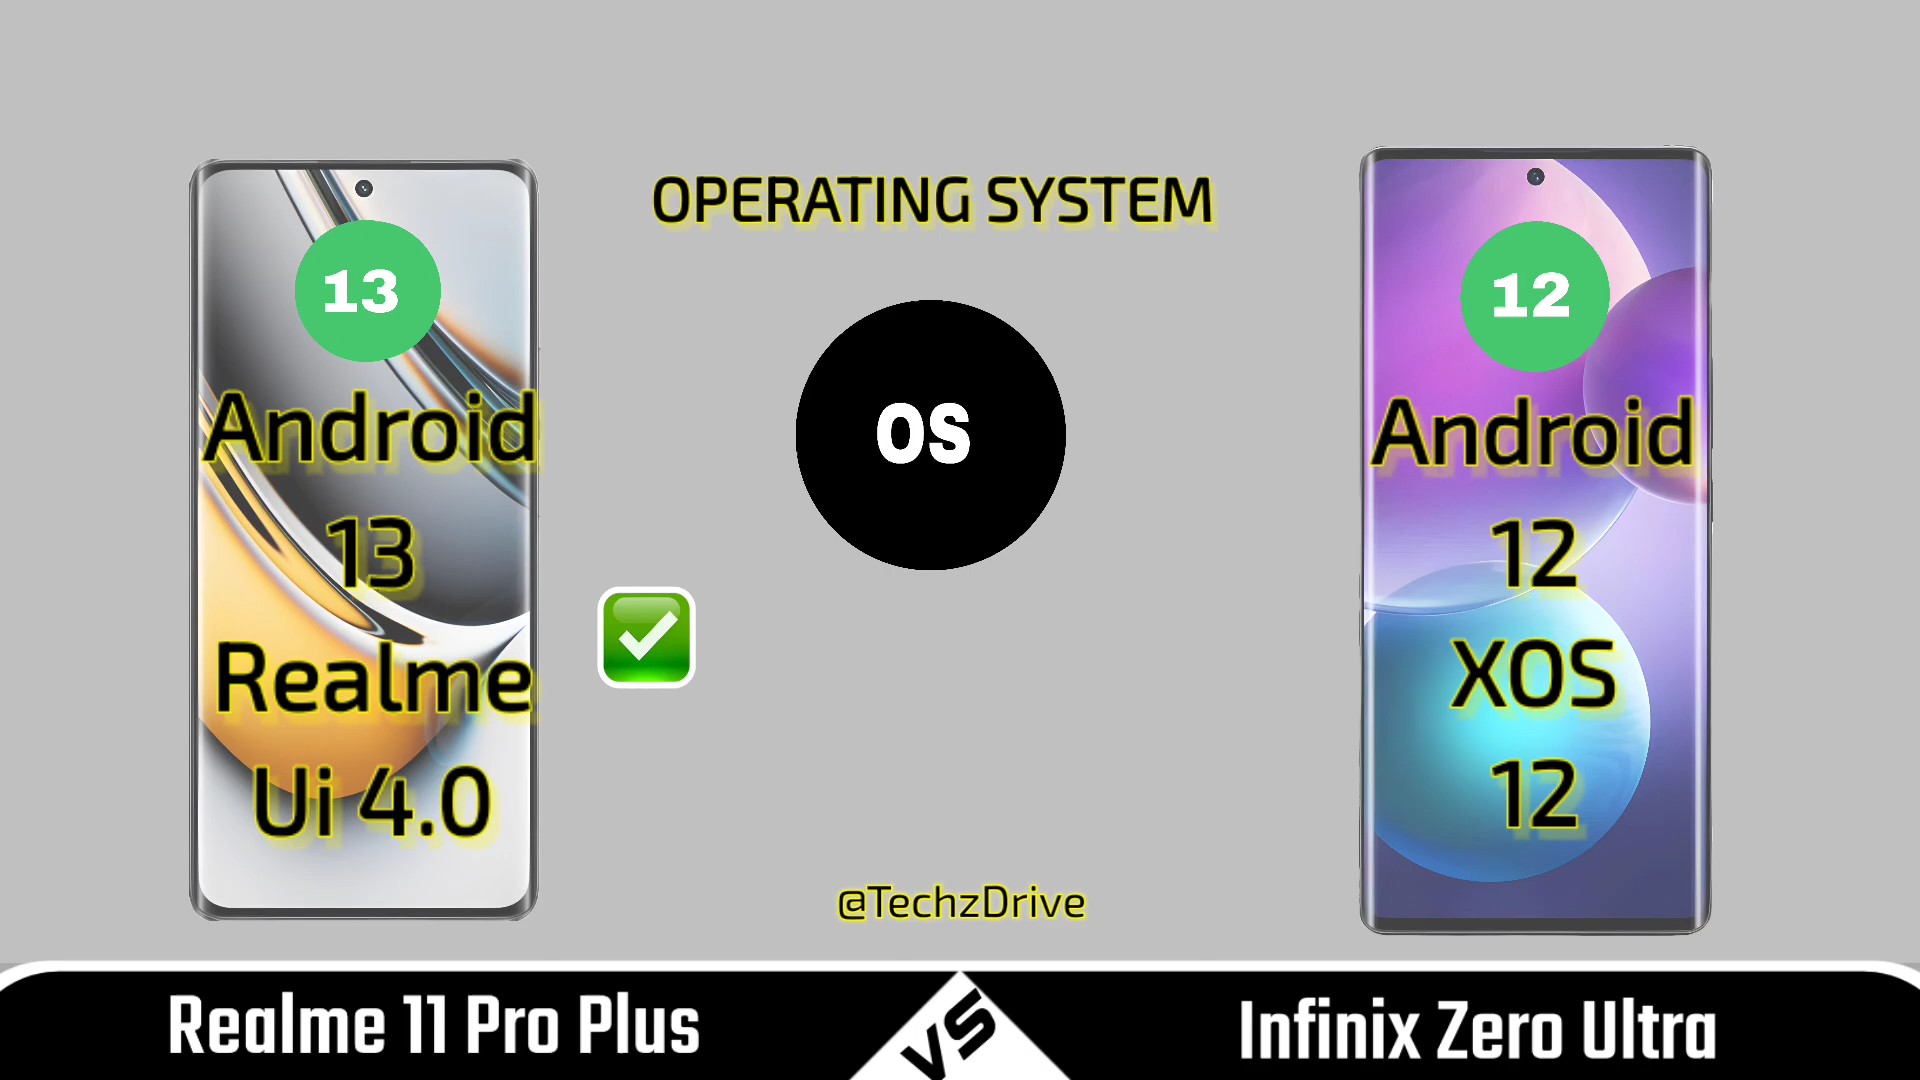 OPERATING SYSTEM
13
Android
13
Realme
Ui 4.0
OS
12
Android
12
XOS
12
@TechzDrive
Realme 11 Pro Plus
VS
Infinix Zero Ultra